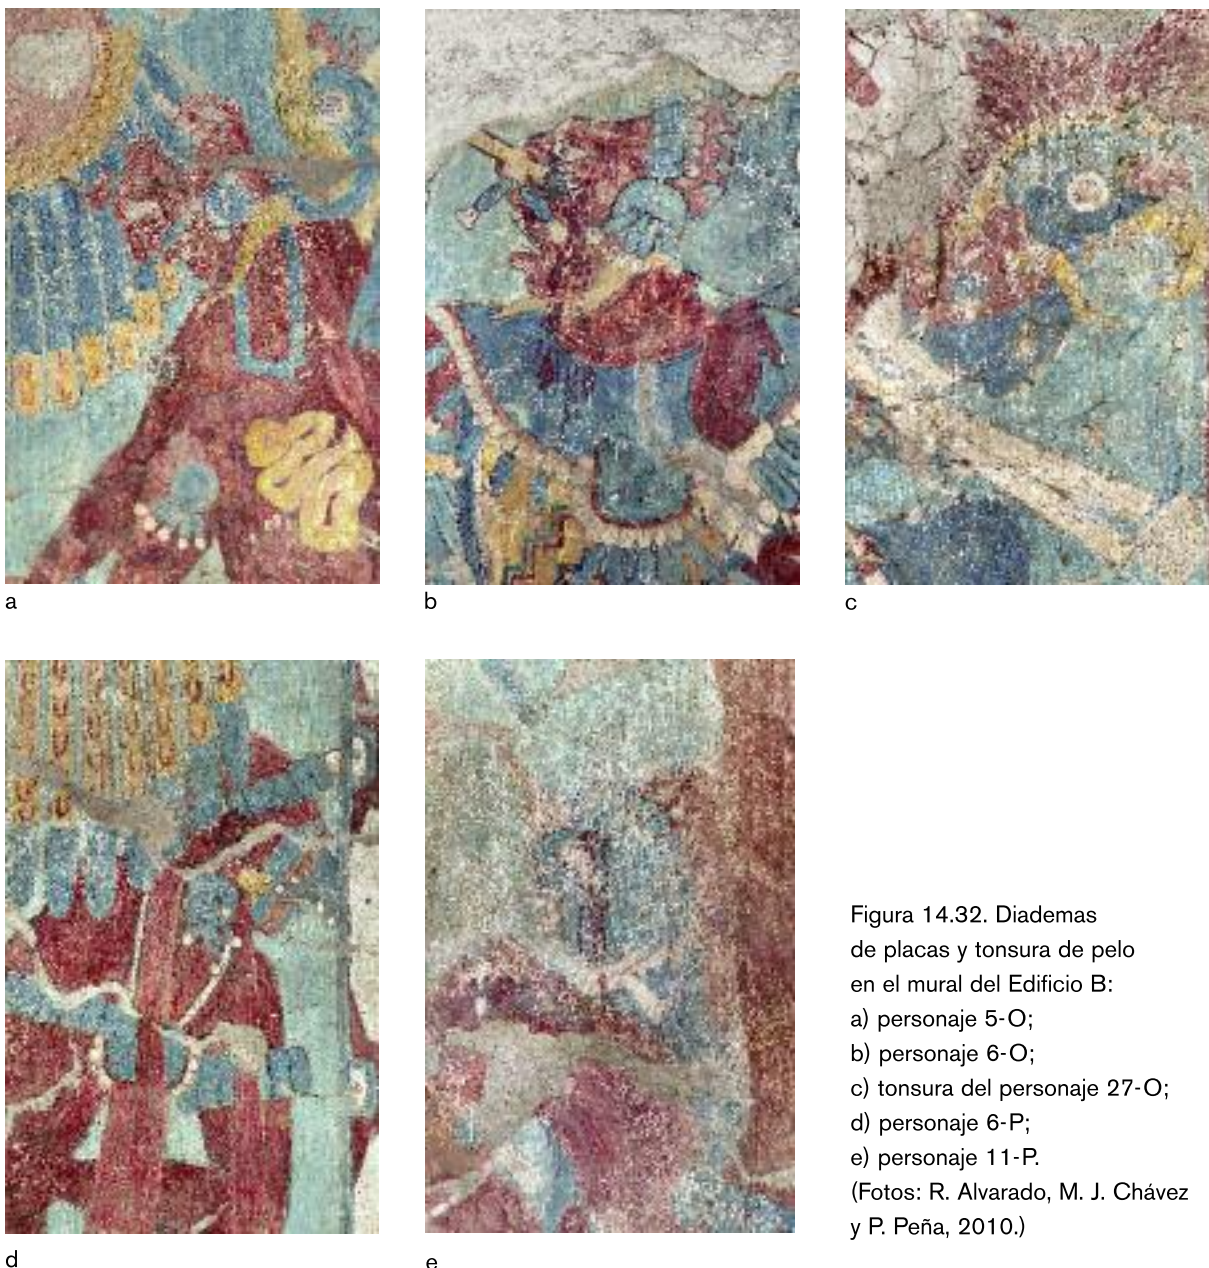 a
b
c
d
e
Figura 14.32. Diademas
de placas y tonsura de pelo
en el mural del Edificio B:
a) personaje 5-O;
b) personaje 6-O;
c) tonsura del personaje 27-O;
d) personaje 6-P;
e) personaje 11-P.
(Fotos: R. Alvarado, M. J. Chávez
y P. Peña, 2010.)